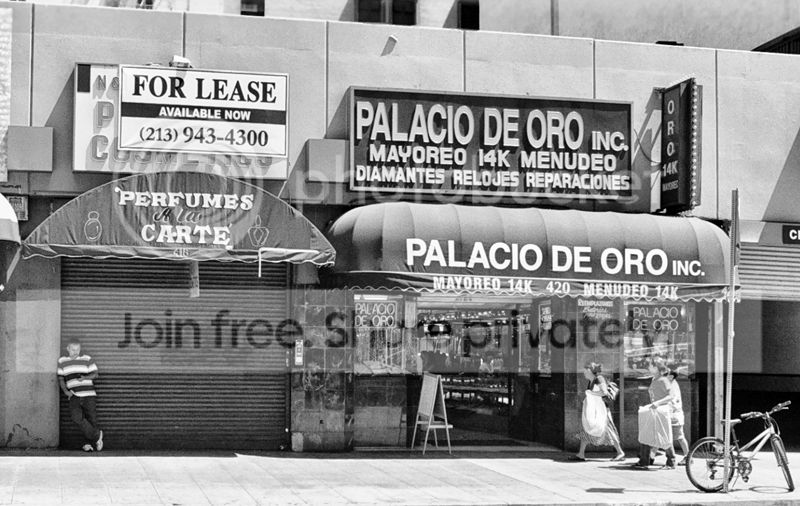 FOR LEASE
AVAILABLE NOW
(213) 943-4300
PALACIO DE ORO INC.
MAYOREO 14K MENUDEO
DIAMANTES RELOJES REPARACIONES
ORO
14K
PERFUMES
A La
CARTE
PALACIO DE ORO INC.
MAYOREO 14K 420 MENUDEO 14K
PALACIO
DE ORO
PALACIO
DE ORO
photobucket
Join free. Share private